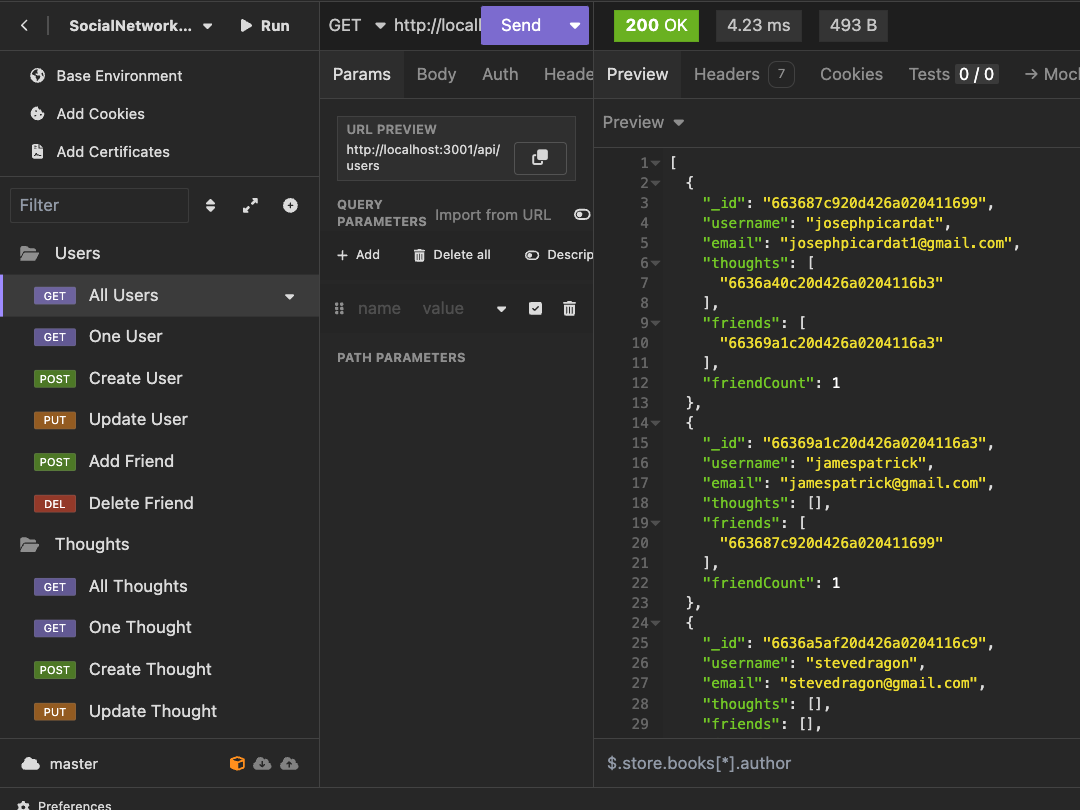 SocialNetwork...
Run
Base Environment
Add Cookies
Add Certificates
Filter
Users
GET All Users
GET One User
POST Create User
PUT Update User
POST Add Friend
DEL Delete Friend
Thoughts
GET All Thoughts
GET One Thought
POST Create Thought
PUT Update Thought
master
Preferences
GET http://locall Send
Params Body Auth Heade
URL PREVIEW
http://localhost:3001/api/
users
QUERY
PARAMETERS
Import from URL
+ Add Delete all Descrip
name value
PATH PARAMETERS
200 OK 4.23 ms 493 B
Preview Headers 7 Cookies Tests 0 / 0 → Mock
Preview
1 [
2 {
3 "_id": "663687c920d426a020411699",
4 "username": "josephpicardat",
5 "email": "josephpicardat1@gmail.com",
6 "thoughts": [
7 "6636a40c20d426a0204116b3"
8 ],
9 "friends": [
10 "66369a1c20d426a0204116a3"
11 ],
12 "friendCount": 1
13 },
14 {
15 "_id": "66369a1c20d426a0204116a3",
16 "username": "jamespatrick",
17 "email": "jamespatrick@gmail.com",
18 "thoughts": [],
19 "friends": [
20 "663687c920d426a020411699"
21 ],
22 "friendCount": 1
23 },
24 {
25 "_id": "6636a5af20d426a0204116c9",
26 "username": "stevedragon",
27 "email": "stevedragon@gmail.com",
28 "thoughts": [],
29 "friends": [],
$.store.books[*].author